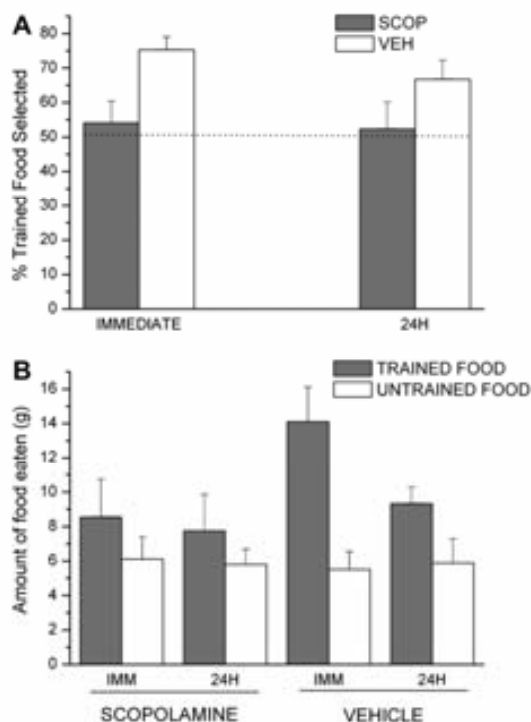 A
SCOP
VEH
% Trained Food Selected
80
70
60
50
40
30
20
10
0
IMMEDIATE 24H
B
TRAINED FOOD
UNTRAINED FOOD
Amount of food eaten (g)
16
14
12
10
8
6
4
2
0
IMM 24H IMM 24H
SCOPOLAMINE VEHICLE